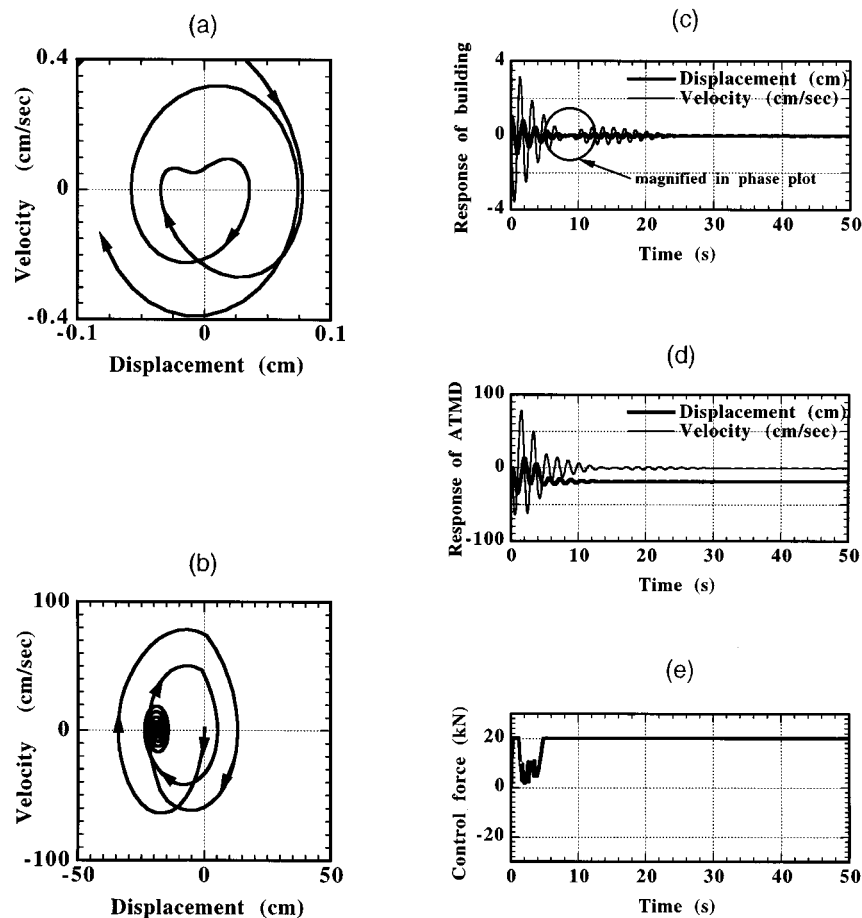 (a)
0.4
0
-0.4
-0.1 0 0.1
Velocity (cm/sec)
Displacement (cm)
(b)
100
0
-100
-50 0 50
Velocity (cm/sec)
Displacement (cm)
(c)
4
0
-4
0 10 20 30 40 50
Response of building
Displacement (cm)
Velocity (cm/sec)
magnified in phase plot
Time (s)
(d)
100
0
-100
0 10 20 30 40 50
Response of ATMD
Displacement (cm)
Velocity (cm/sec)
Time (s)
(e)
20
0
-20
0 10 20 30 40 50
Control force (kN)
Time (s)